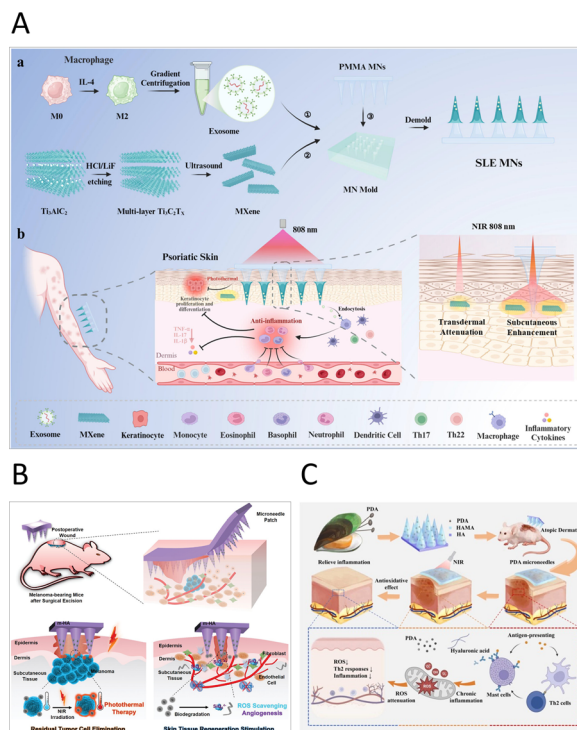 A
a
Macrophage
IL-4
M0
M2
Gradient
Centrifugation
Exosome
PMMA MNs
①
②
③
MN Mold
Demold
SLE MNs
Ti₃AlC₂
HCl/LiF
etching
Multi-layer Ti₃C₂Tₓ
Ultrasound
MXene
b
808 nm
Psoriatic Skin
Photothermal
Keratinocyte
proliferation and
differentiation
Anti-inflammation
Endocytosis
TNF-α
IL-17
IL-1β
Dermis
Blood
NIR 808 nm
Transdermal
Attenuation
Subcutaneous
Enhancement
Exosome
MXene
Keratinocyte
Monocyte
Eosinophil
Basophil
Neutrophil
Dendritic Cell
Th17
Th22
Macrophage
Inflammatory
Cytokines
B
Postoperative
Wound
Microneedle
Patch
Melanoma-bearing Mice
after Surgical Excision
m-HA
Epidermis
Dermis
Subcutaneous
Tissue
Melanoma
NIR
Irradiation
Photothermal
Therapy
Residual Tumor Cell Elimination
m-HA
Epidermis
Dermis
Subcutaneous
Tissue
Fibroblast
Endothelial
Cell
Biodegradation
ROS Scavenging
Angiogenesis
Skin Tissue Regeneration Stimulation
C
PDA
PDA
HAMA
HA
Atopic Dermat
Relieve inflammation
NIR
PDA microneedles
Antioxidative
effect
ROS↓
Th2 responses ↓
Inflammation ↓
PDA
Hyaluronic acid
Antigen-presenting
ROS
ROS
attenuation
Chronic
inflammation
Mast cells
Th2 cells